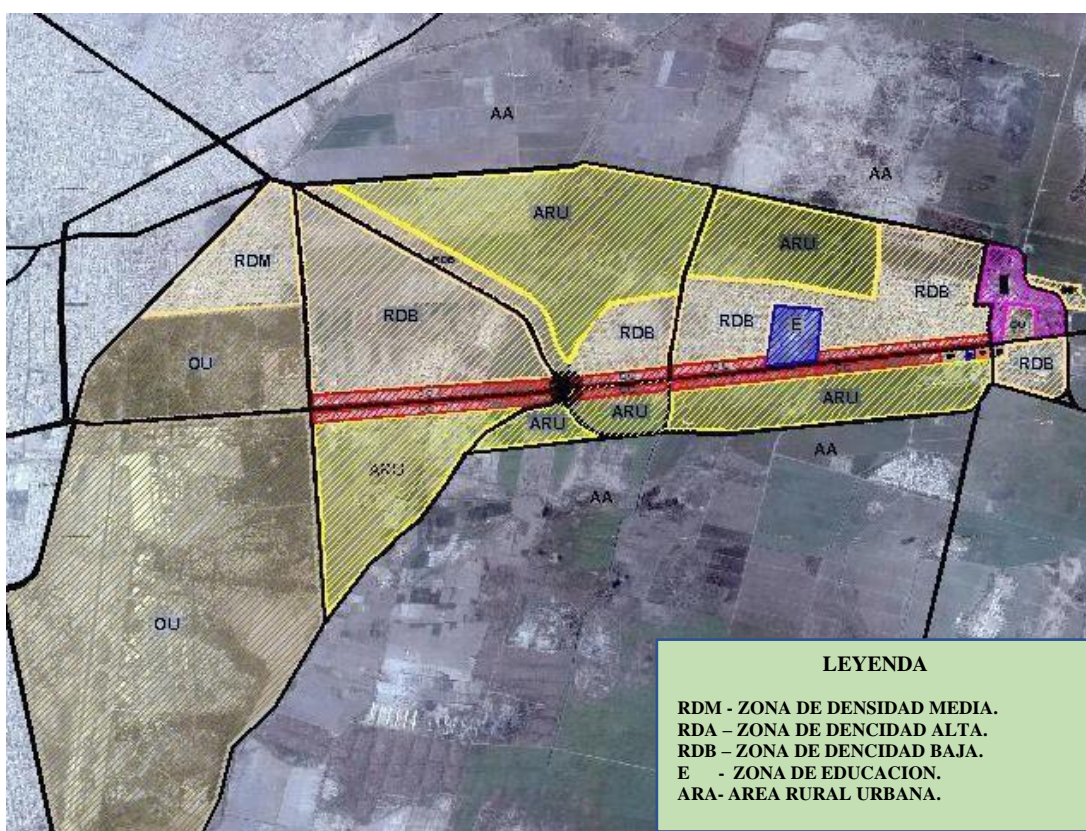 AA
AA
ARU
ARU
RDM
RDB
RDB
RDB
RDB
E
OU
OU
RDB
ARU
ARU
ARU
ARU
AA
AA
OU
LEYENDA
RDM - ZONA DE DENSIDAD MEDIA.
RDA – ZONA DE DENCIDAD ALTA.
RDB – ZONA DE DENCIDAD BAJA.
E - ZONA DE EDUCACION.
ARA- AREA RURAL URBANA.